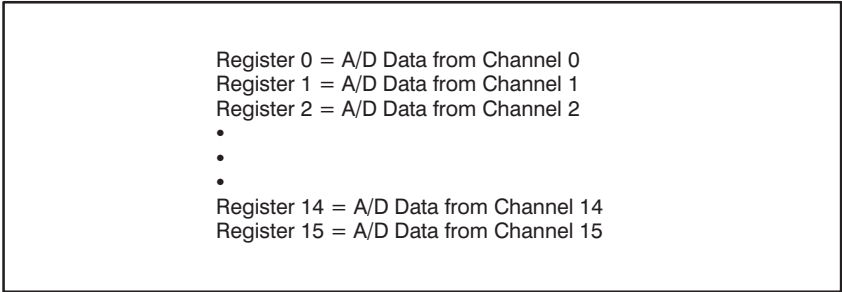 Register 0 = A/D Data from Channel 0
Register 1 = A/D Data from Channel 1
Register 2 = A/D Data from Channel 2
•
•
•
Register 14 = A/D Data from Channel 14
Register 15 = A/D Data from Channel 15